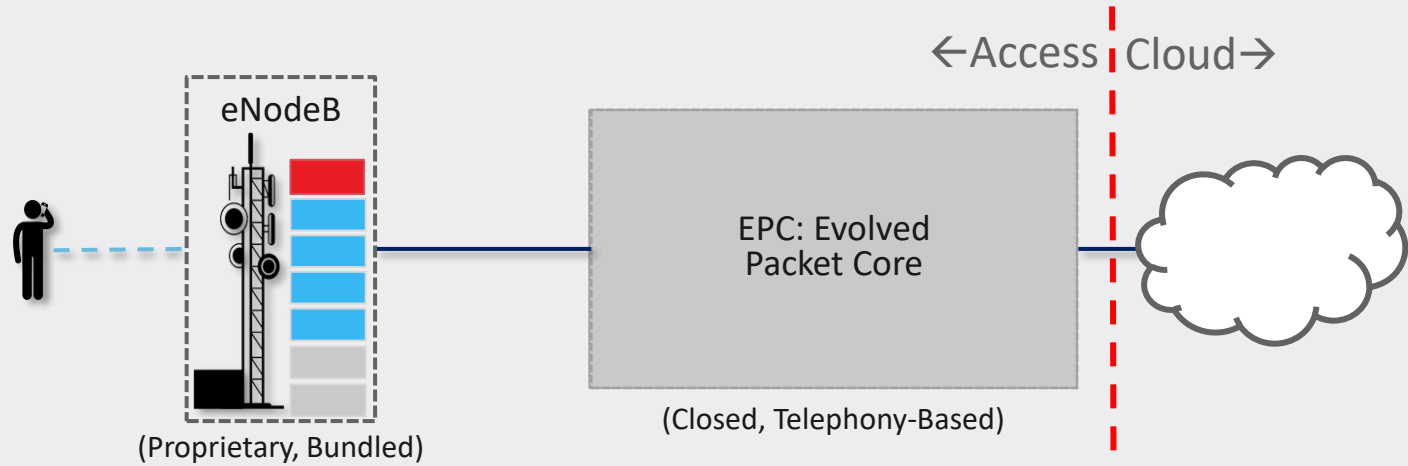 ←Access Cloud→
eNodeB
EPC: Evolved
Packet Core
(Closed, Telephony-Based)
(Proprietary, Bundled)